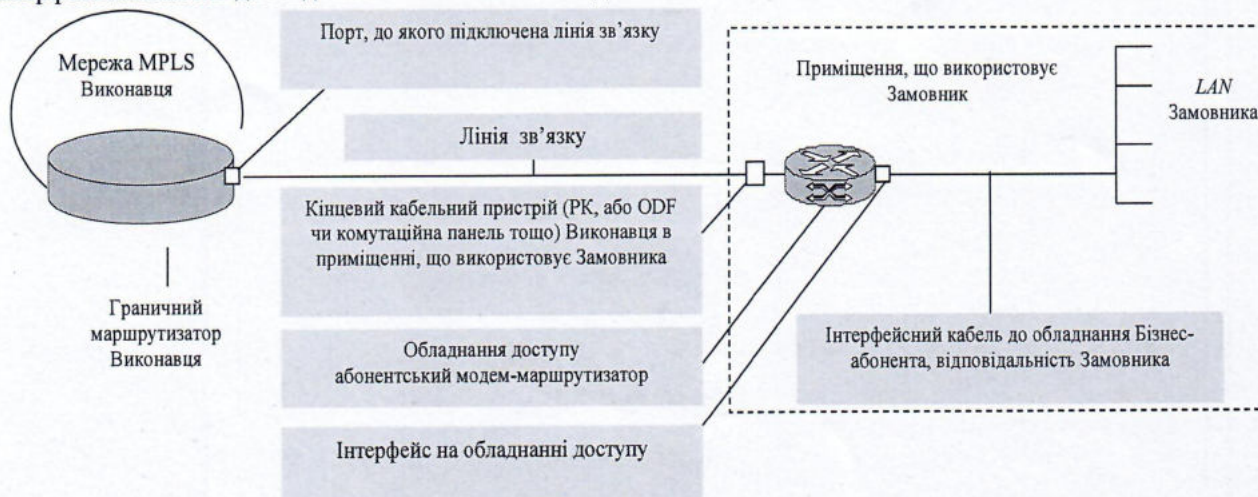 Мережа MPLS
Виконавця
Порт, до якого підключена лінія зв’язку
Приміщення, що використовує
Замовник
LAN
Замовника
Лінія зв’язку
Кінцевий кабельний пристрій (РК, або ODF
чи комутаційна панель тощо) Виконавця в
приміщенні, що використовує Замовника
Граничний
маршрутизатор
Виконавця
Обладнання доступу
абонентський модем-маршрутизатор
Інтерфейсний кабель до обладнання Бізнес-
абонента, відповідальність Замовника
Інтерфейс на обладнанні доступу